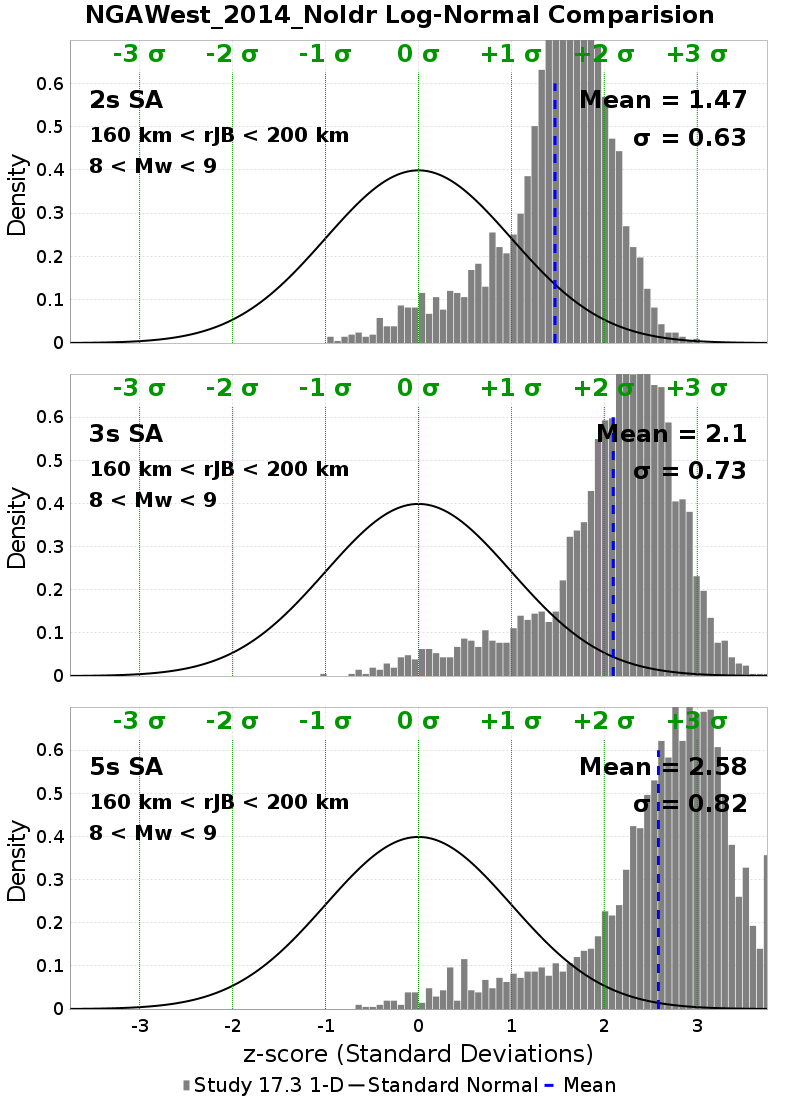 NGAWest_2014_NoIdr Log-Normal Comparision
-3 σ -2 σ -1 σ 0 σ +1 σ +2 σ +3 σ
0.6
2s SA
Mean = 1.47
0.5
160 km < rJB < 200 km
σ = 0.63
8 < Mw < 9
0.4
Density
0.3
0.2
0.1
0
-3 σ -2 σ -1 σ 0 σ +1 σ +2 σ +3 σ
0.6
3s SA
Mean = 2.1
0.5
160 km < rJB < 200 km
σ = 0.73
8 < Mw < 9
0.4
Density
0.3
0.2
0.1
0
-3 σ -2 σ -1 σ 0 σ +1 σ +2 σ +3 σ
0.6
5s SA
Mean = 2.58
0.5
160 km < rJB < 200 km
σ = 0.82
8 < Mw < 9
0.4
Density
0.3
0.2
0.1
0
-3 -2 -1 0 1 2 3
z-score (Standard Deviations)
Study 17.3 1-D Standard Normal Mean